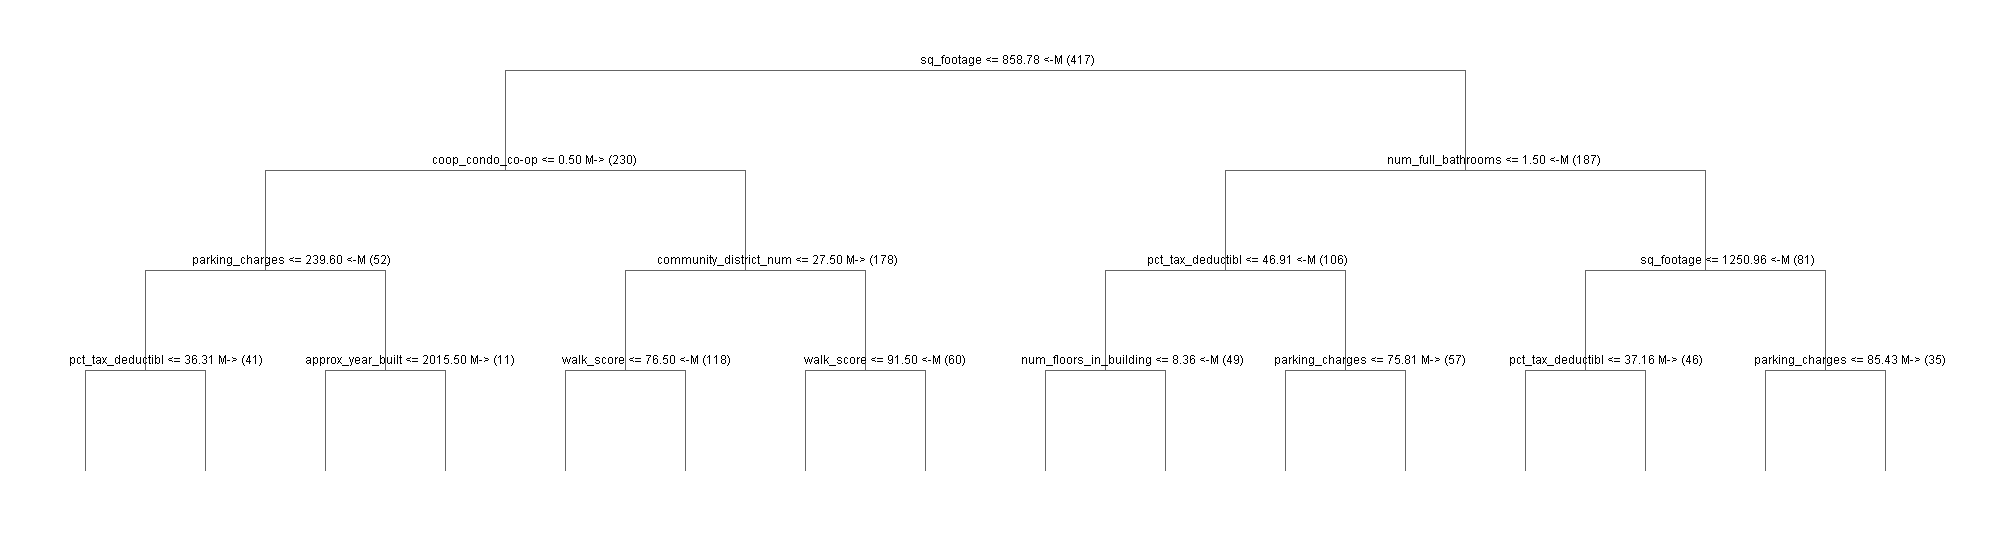 sq_footage <= 858.78 <-M (417)
coop_condo_co-op <= 0.50 M-> (230)
num_full_bathrooms <= 1.50 <-M (187)
parking_charges <= 239.60 <-M (52)
community_district_num <= 27.50 M-> (178)
pct_tax_deductibl <= 46.91 <-M (106)
sq_footage <= 1250.96 <-M (81)
pct_tax_deductibl <= 36.31 M-> (41)
approx_year_built <= 2015.50 M-> (11)
walk_score <= 76.50 <-M (118)
walk_score <= 91.50 <-M (60)
num_floors_in_building <= 8.36 <-M (49)
parking_charges <= 75.81 M-> (57)
pct_tax_deductibl <= 37.16 M-> (46)
parking_charges <= 85.43 M-> (35)